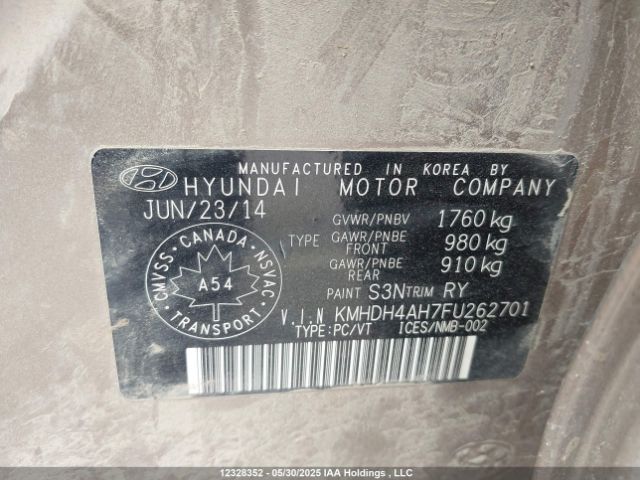 MANUFACTURED IN KOREA BY
HYUNDAI MOTOR COMPANY
JUN/23/14
GVWR/PNBV 1760 kg
TYPE
GAWR/PNBE FRONT 980 kg
GAWR/PNBE REAR 910 kg
CMVSS · CANADA · NSVAC
A54
TRANSPORT
PAINT S3N TRIM RY
V.I.N KMHDH4AH7FU262701
TYPE:PC/VT ICES/NMB-002
12328352 — 05/30/2025 IAA Holdings , LLC